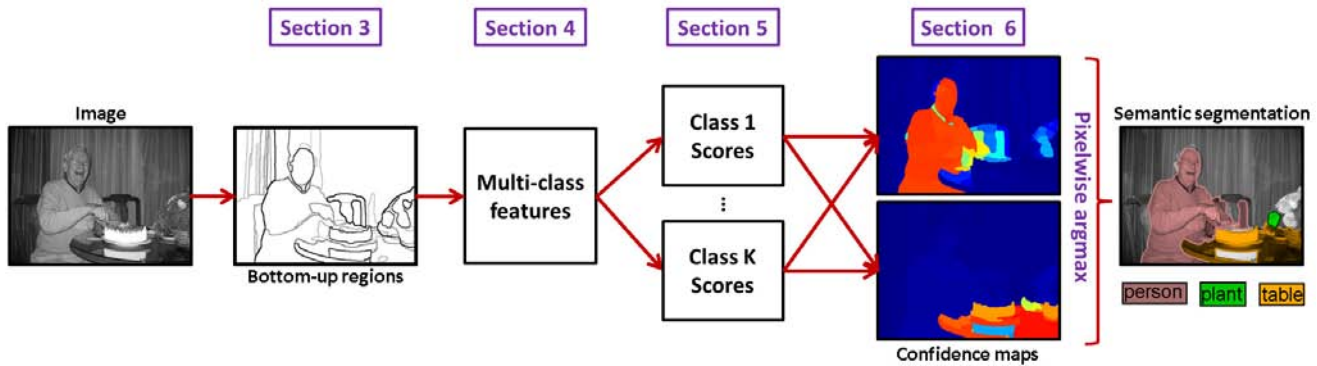 Section 3
Section 4
Section 5
Section 6
Image
Bottom-up regions
Multi-class
features
Class 1
Scores
...
Class K
Scores
Confidence maps
Pixelwise argmax
Semantic segmentation
person
plant
table